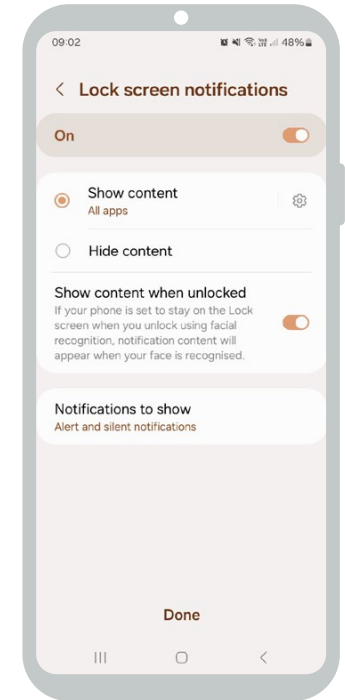 09:02
48%
Lock screen notifications
On
Show content
All apps
Hide content
Show content when unlocked
If your phone is set to stay on the Lock
screen when you unlock using facial
recognition, notification content will
appear when your face is recognised.
Notifications to show
Alert and silent notifications
Done